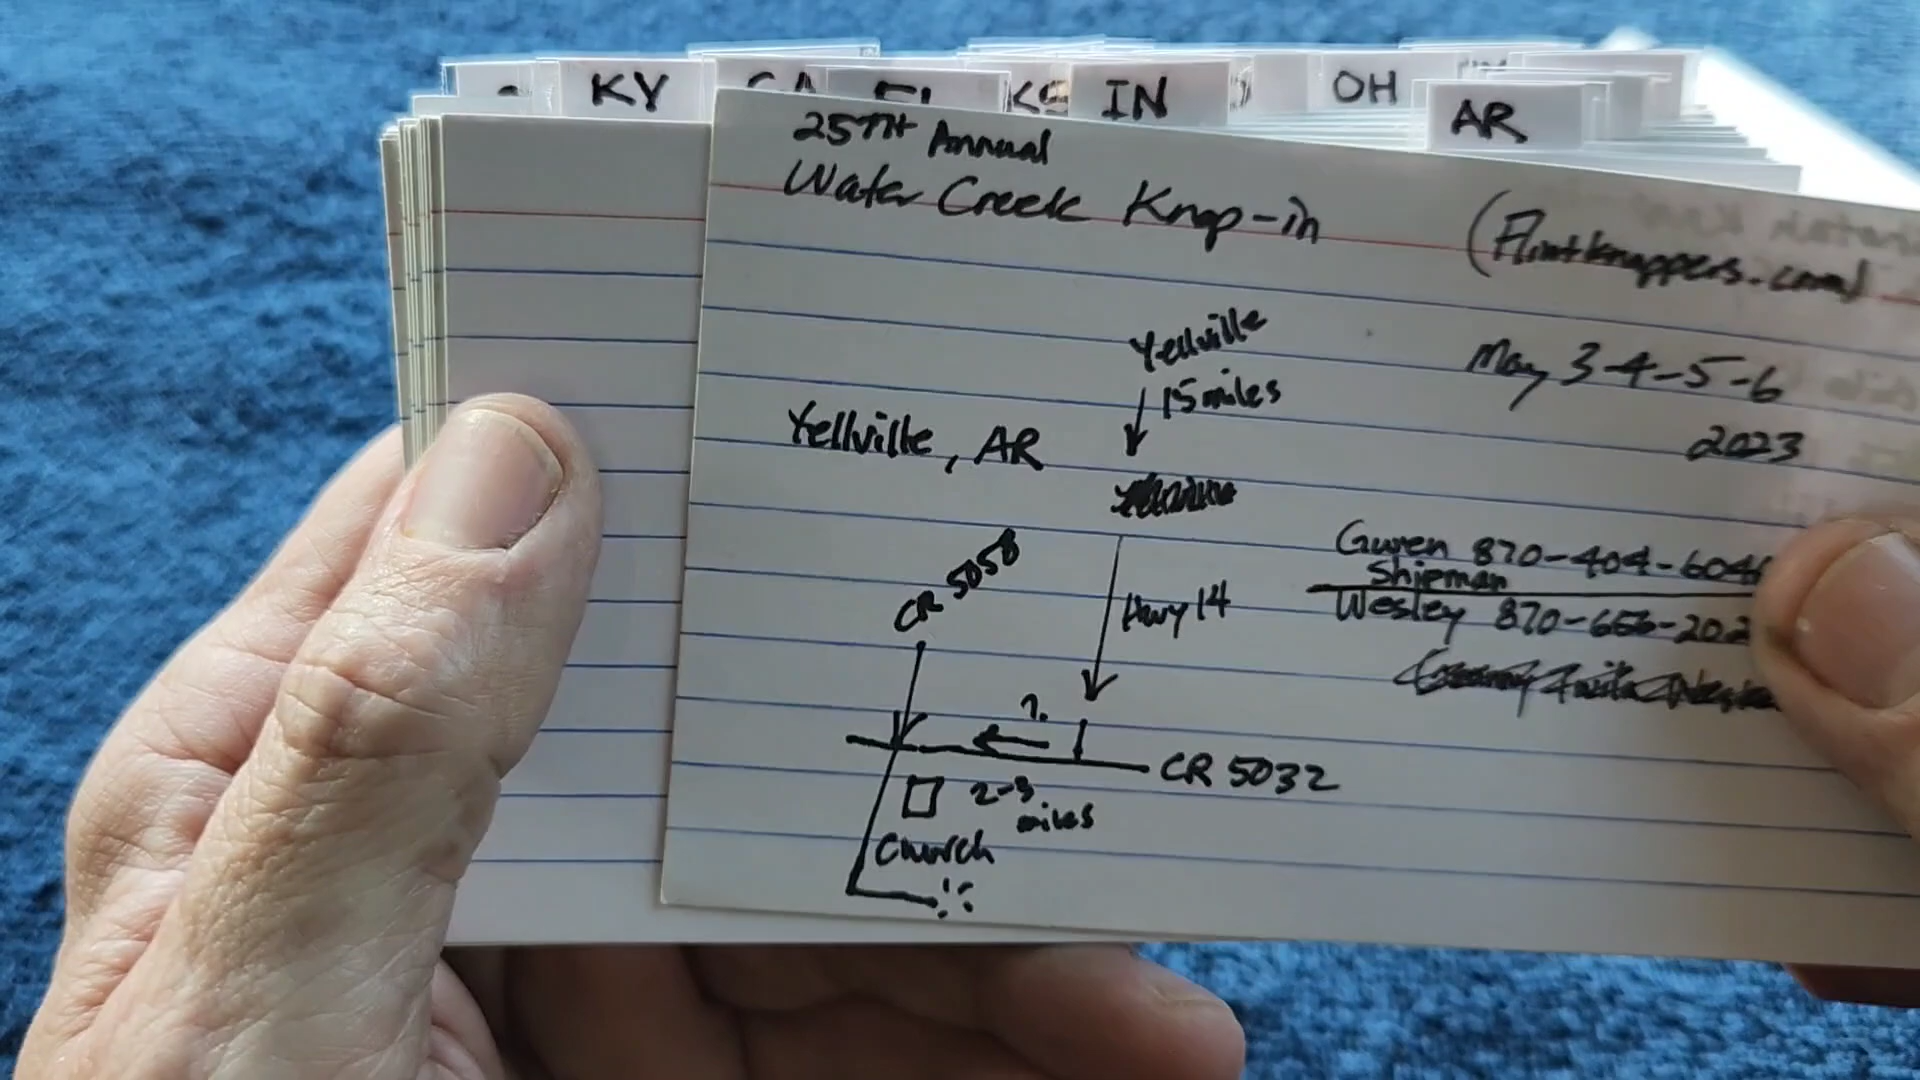 KY
IN
OH
AR
25TH Annual
Water Creek Knap-in
(Flintknappers.com)
Yellville
15 miles
May 3-4-5-6
2023
Yellville, AR
CR 5058
Hwy 14
Gwen 870-404-604
Shipman
Wesley 870-656-202
CR 5032
2-3
miles
Church